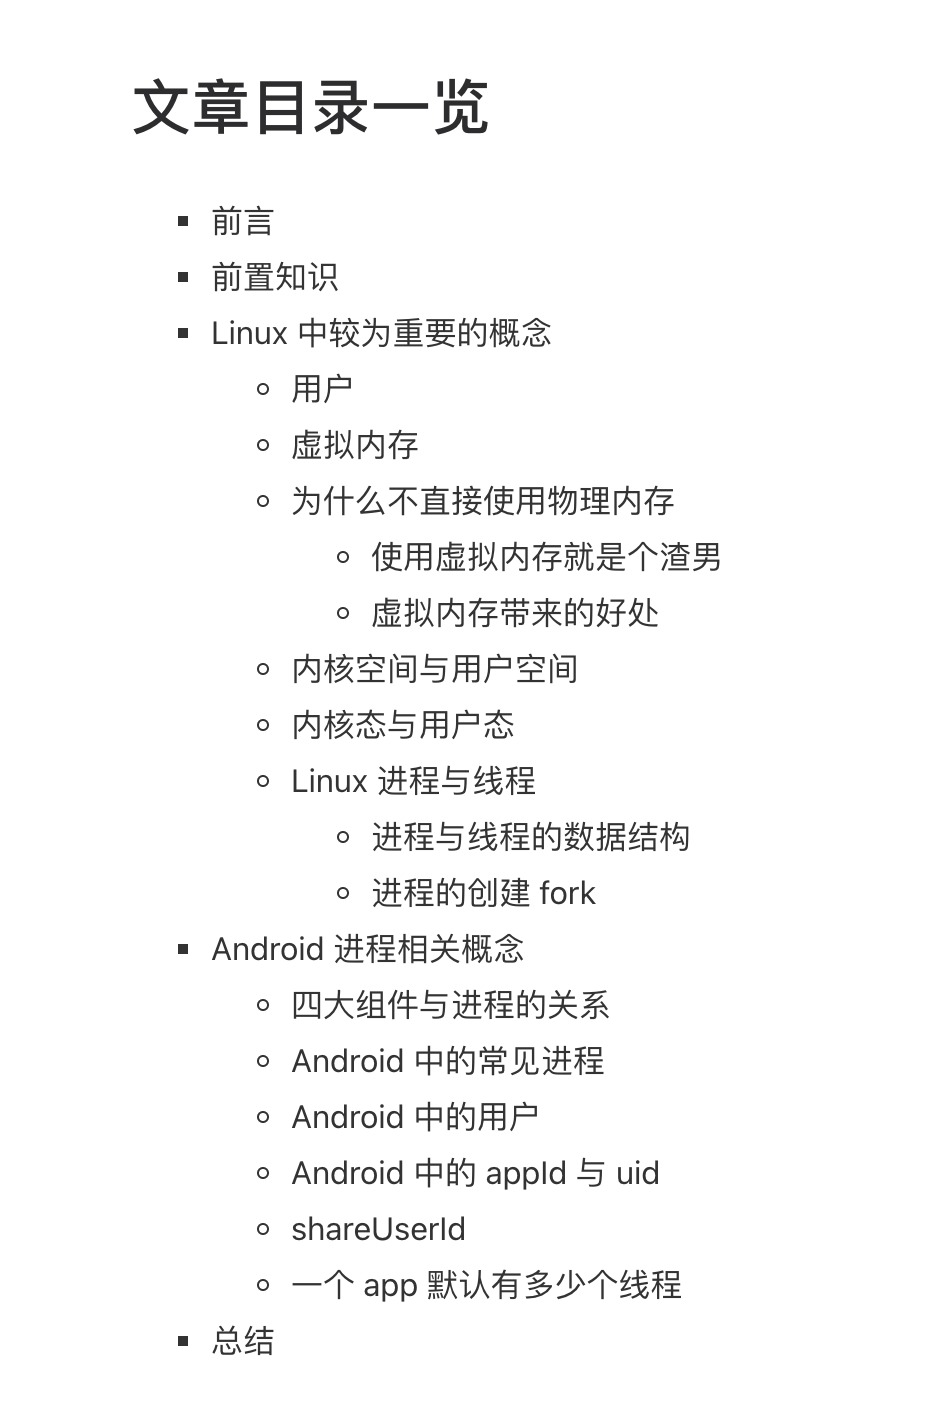 文章目录一览
前言
前置知识
Linux 中较为重要的概念
用户
虚拟内存
为什么不直接使用物理内存
使用虚拟内存就是个渣男
虚拟内存带来的好处
内核空间与用户空间
内核态与用户态
Linux 进程与线程
进程与线程的数据结构
进程的创建 fork
Android 进程相关概念
四大组件与进程的关系
Android 中的常见进程
Android 中的用户
Android 中的 appId 与 uid
shareUserId
一个 app 默认有多少个线程
总结